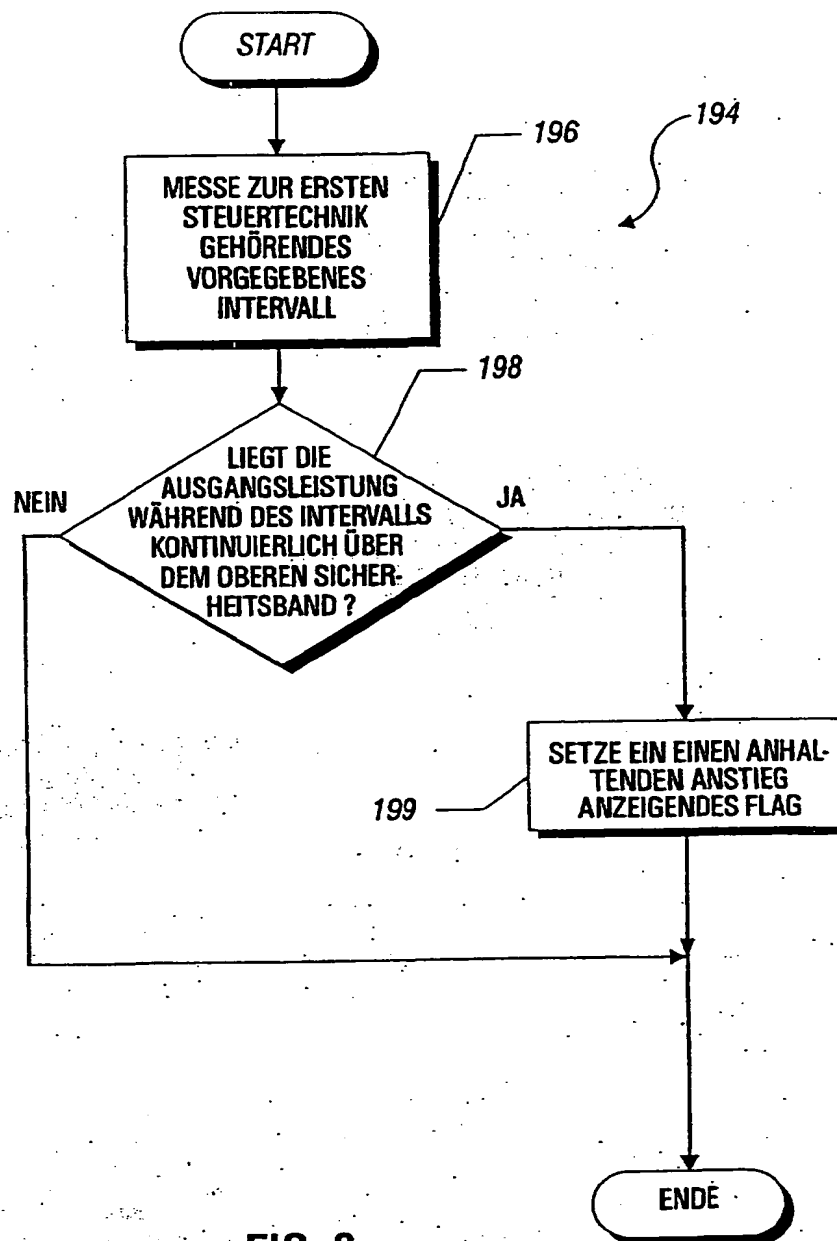 START
196
194
MESSE ZUR ERSTEN
STEUERTECHNIK
GEHÖRENDES
VORGEGEBENES
INTERVALL
198
LIEGT DIE
AUSGANGSLEISTUNG
WÄHREND DES INTERVALLS
KONTINUIERLICH ÜBER
DEM OBEREN SICHER-
HEITSBAND ?
NEIN
JA
SETZE EIN EINEN ANHAL-
TENDEN ANSTIEG
ANZEIGENDES FLAG
199
ENDE